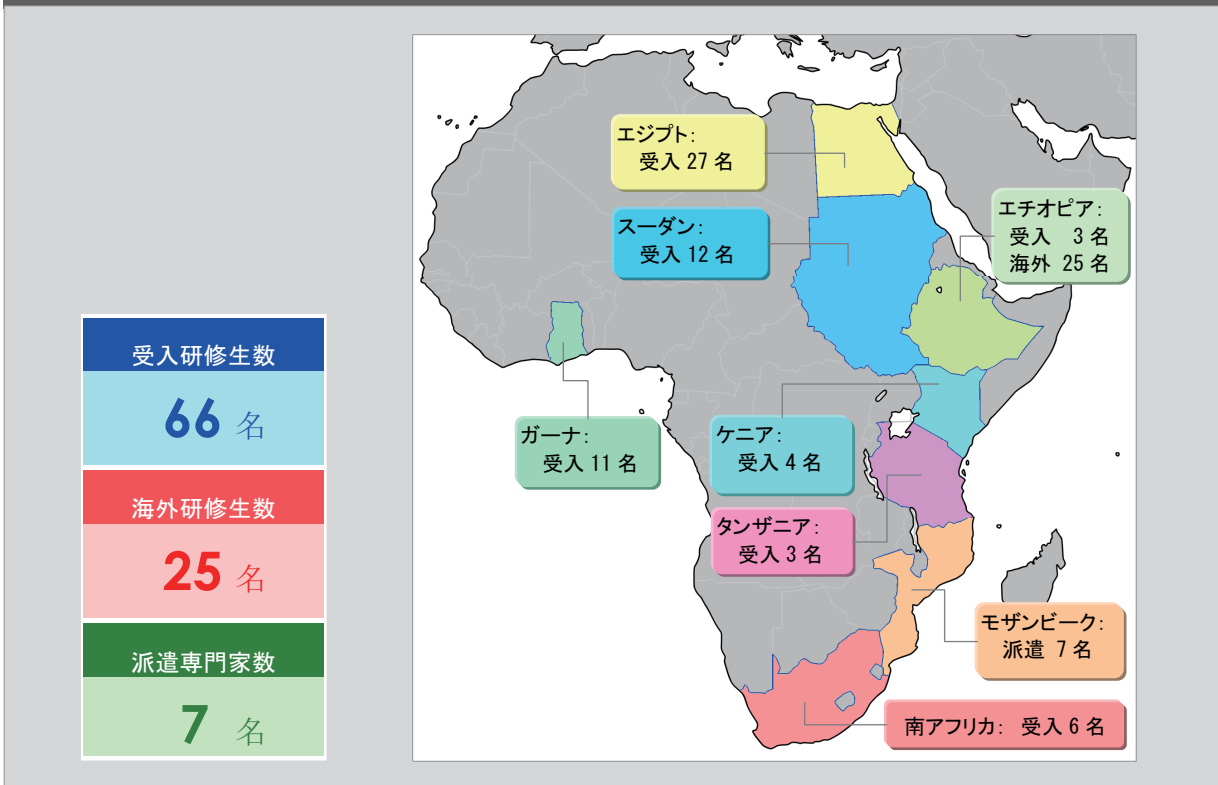 受入研修生数
66 名
海外研修生数
25 名
派遣専門家数
7 名
エジプト:
受入 27 名
スーダン:
受入 12 名
エチオピア:
受入 3 名
海外 25 名
ガーナ:
受入 11 名
ケニア:
受入 4 名
タンザニア:
受入 3 名
モザンビーク:
派遣 7 名
南アフリカ: 受入 6 名